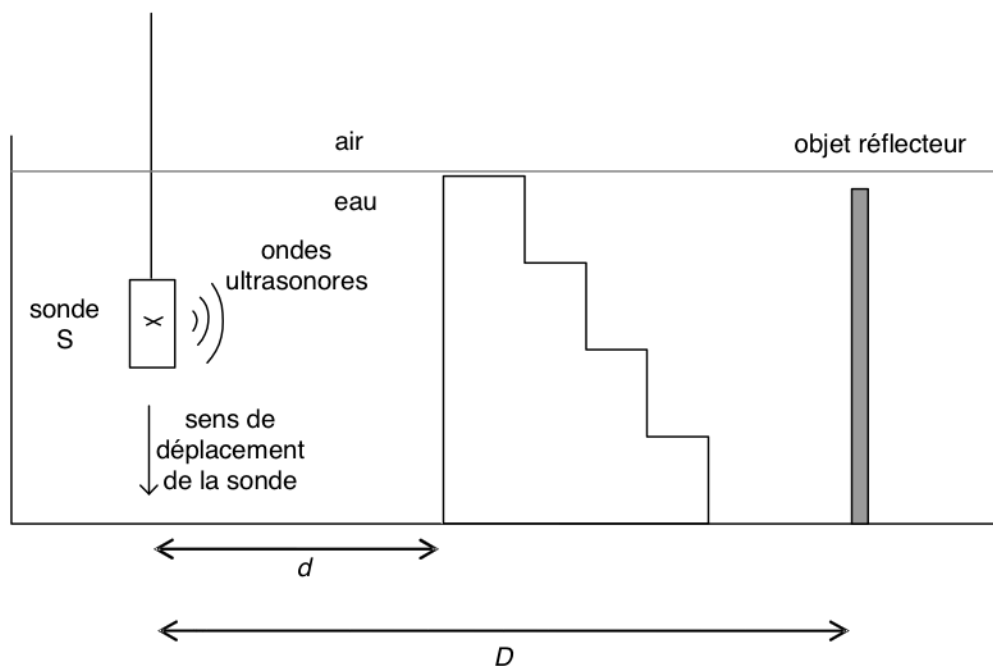 air
objet réflecteur
eau
ondes
ultrasonores
sonde
S
sens de
déplacement
de la sonde
d
D